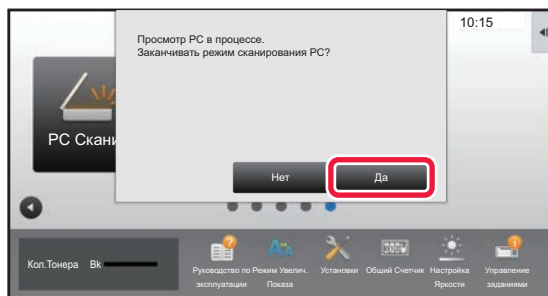 10:15
Просмотр PC в процессе.
Заканчивать режим сканирования PC?
PC Скани
Нет
Да
Кол.Тонера Bk
Руководство по
эксплуатации
Режим Увелич.
Показа
Установки
Общий Счетчик
Настройка
Яркости
Управление
заданиями